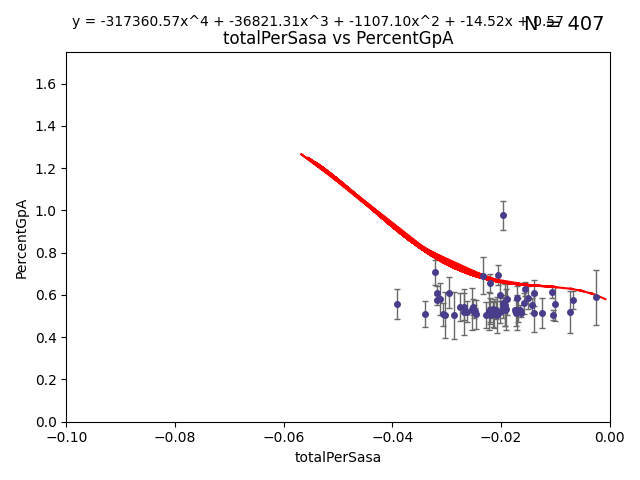 y = -317360.57x^4 + -36821.31x^3 + -1107.10x^2 + -14.52x + 0.57
N = 407
totalPerSasa vs PercentGpA
1.6
1.4
1.2
1.0
0.8
0.6
0.4
0.2
0.0
PercentGpA
−0.10 −0.08 −0.06 −0.04 −0.02 0.00
totalPerSasa